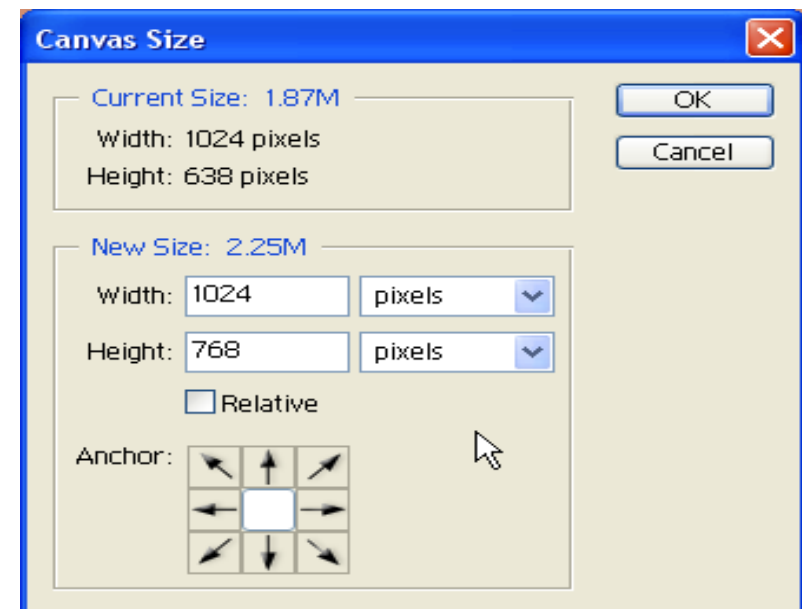 Canvas Size
Current Size: 1.87M
OK
Width: 1024 pixels
Cancel
Height: 638 pixels
New Size: 2.25M
Width: 1024 pixels
Height: 768 pixels
Relative
Anchor: